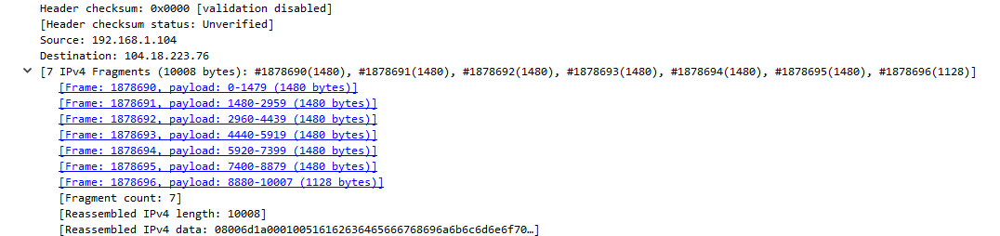 Header checksum: 0x0000 [validation disabled]
[Header checksum status: Unverified]
Source: 192.168.1.104
Destination: 104.18.223.76
[7 IPv4 Fragments (10008 bytes): #1878690(1480), #1878691(1480), #1878692(1480), #1878693(1480), #1878694(1480), #1878695(1480), #1878696(1128)]
[Frame: 1878690, payload: 0-1479 (1480 bytes)]
[Frame: 1878691, payload: 1480-2959 (1480 bytes)]
[Frame: 1878692, payload: 2960-4439 (1480 bytes)]
[Frame: 1878693, payload: 4440-5919 (1480 bytes)]
[Frame: 1878694, payload: 5920-7399 (1480 bytes)]
[Frame: 1878695, payload: 7400-8879 (1480 bytes)]
[Frame: 1878696, payload: 8880-10007 (1128 bytes)]
[Fragment count: 7]
[Reassembled IPv4 length: 10008]
[Reassembled IPv4 data: 08006d1a000100516162636465666768696a6b6c6d6e6f70…]